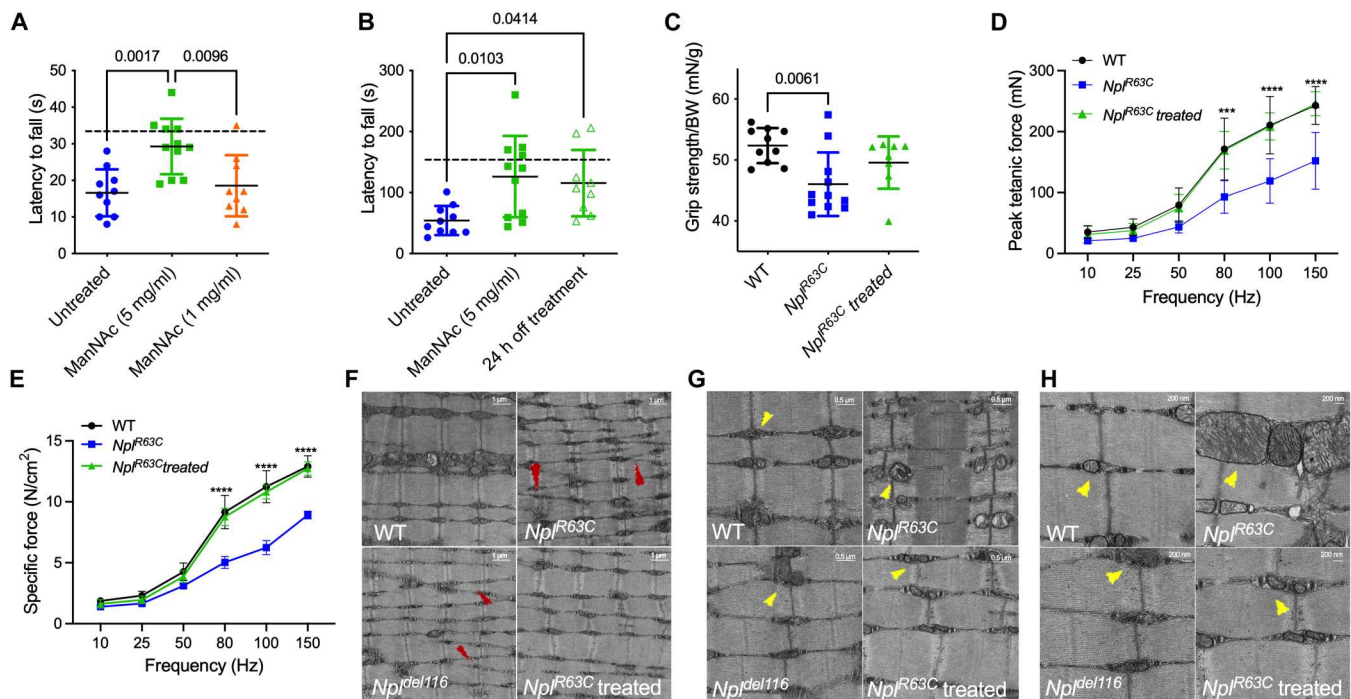 A
0.0017
0.0096
Latency to fall (s)
50
40
30
20
10
0
Untreated
ManNAc (5 mg/ml)
ManNAc (1 mg/ml)
B
0.0414
0.0103
Latency to fall (s)
300
200
100
0
Untreated
ManNAc (5 mg/ml)
24 h off treatment
C
0.0061
Grip strength/BW (mN/g)
60
50
40
WT
Npl^R63C
Npl^R63C treated
D
WT
Npl^R63C
Npl^R63C treated
*** **** ****
Peak tetanic force (mN)
300
200
100
0
10 25 50 80 100 150
Frequency (Hz)
E
WT
Npl^R63C
Npl^R63C treated
**** **** ****
Specific force (N/cm²)
15
10
5
0
10 25 50 80 100 150
Frequency (Hz)
F
1 µm
1 µm
WT
Npl^R63C
1 µm
1 µm
Npl^del116
Npl^R63C treated
G
0.5 µm
0.5 µm
WT
Npl^R63C
0.5 µm
0.5 µm
Npl^del116
Npl^R63C treated
H
200 nm
200 nm
WT
Npl^R63C
200 nm
200 nm
Npl^del116
Npl^R63C treated